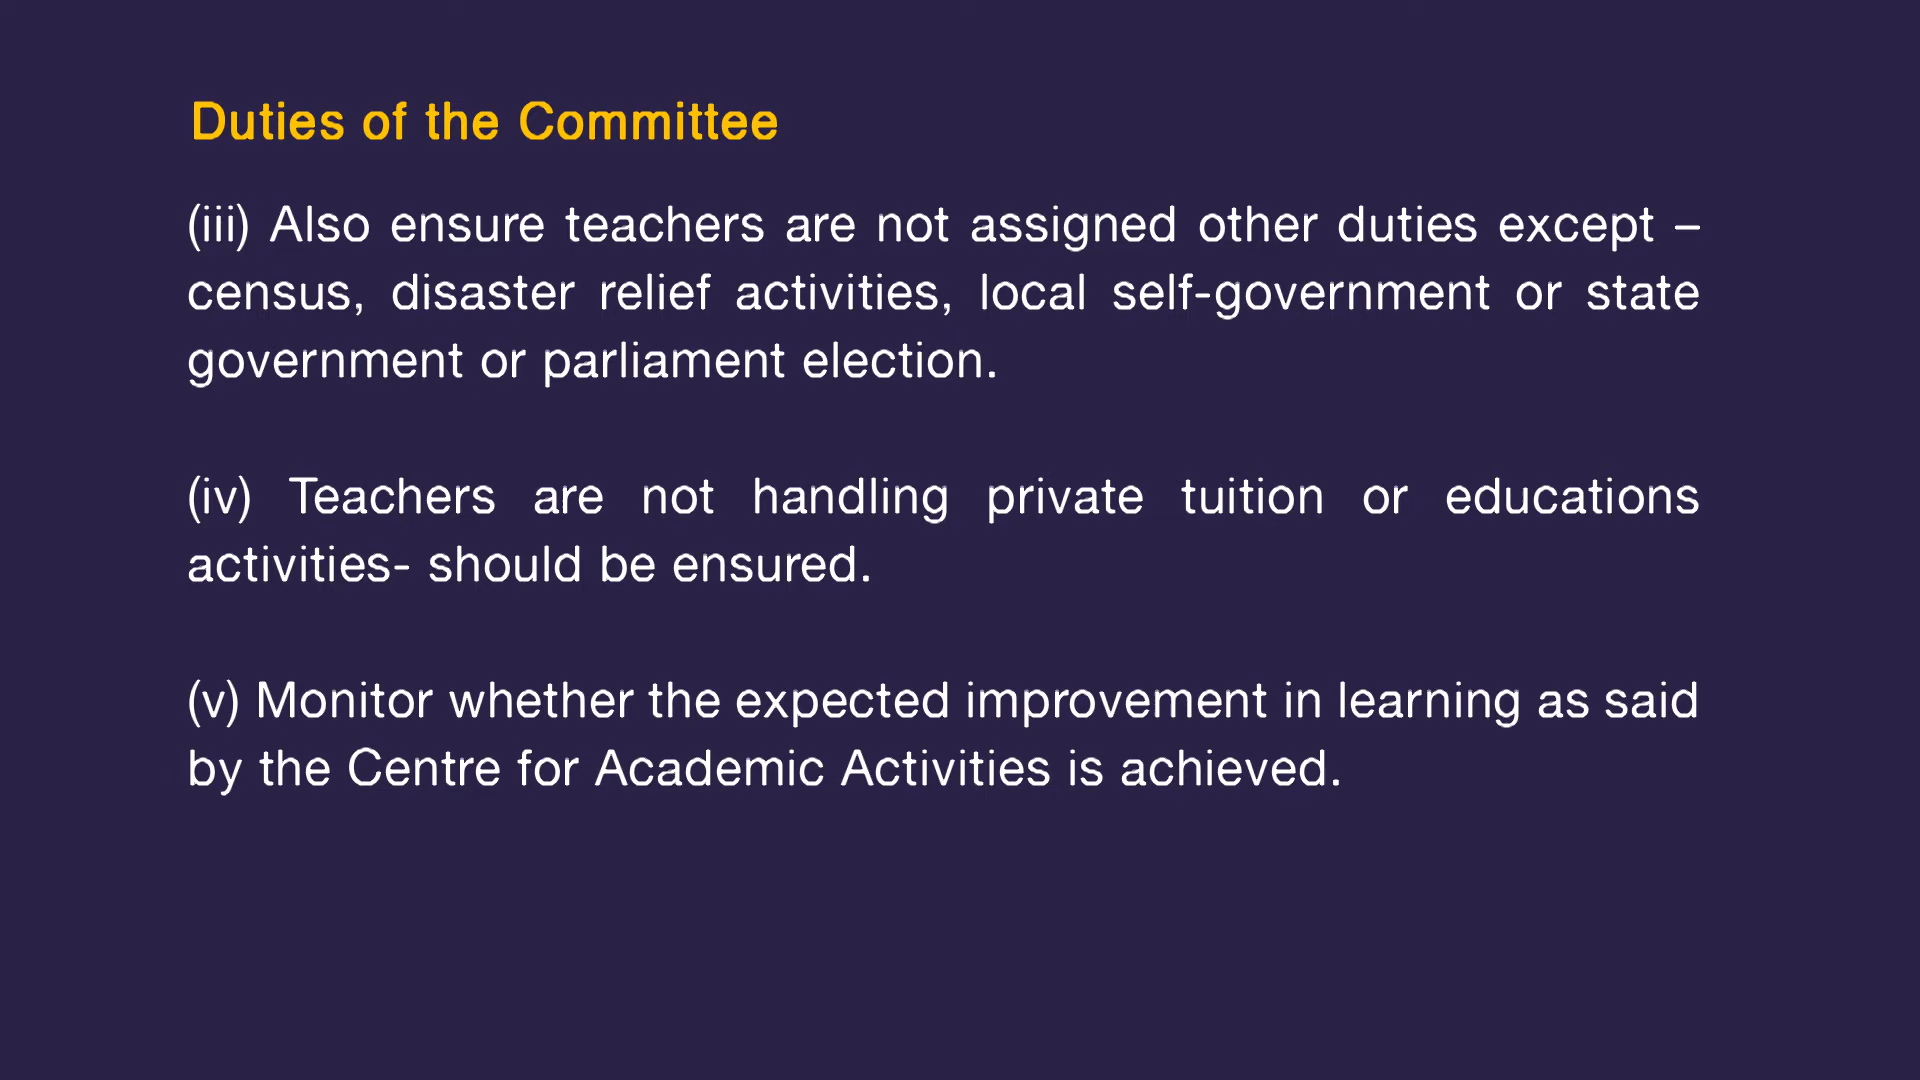 Duties of the Committee
(iii) Also ensure teachers are not assigned other duties except –
census, disaster relief activities, local self-government or state
government or parliament election.
(iv) Teachers are not handling private tuition or educations
activities- should be ensured.
(v) Monitor whether the expected improvement in learning as said
by the Centre for Academic Activities is achieved.